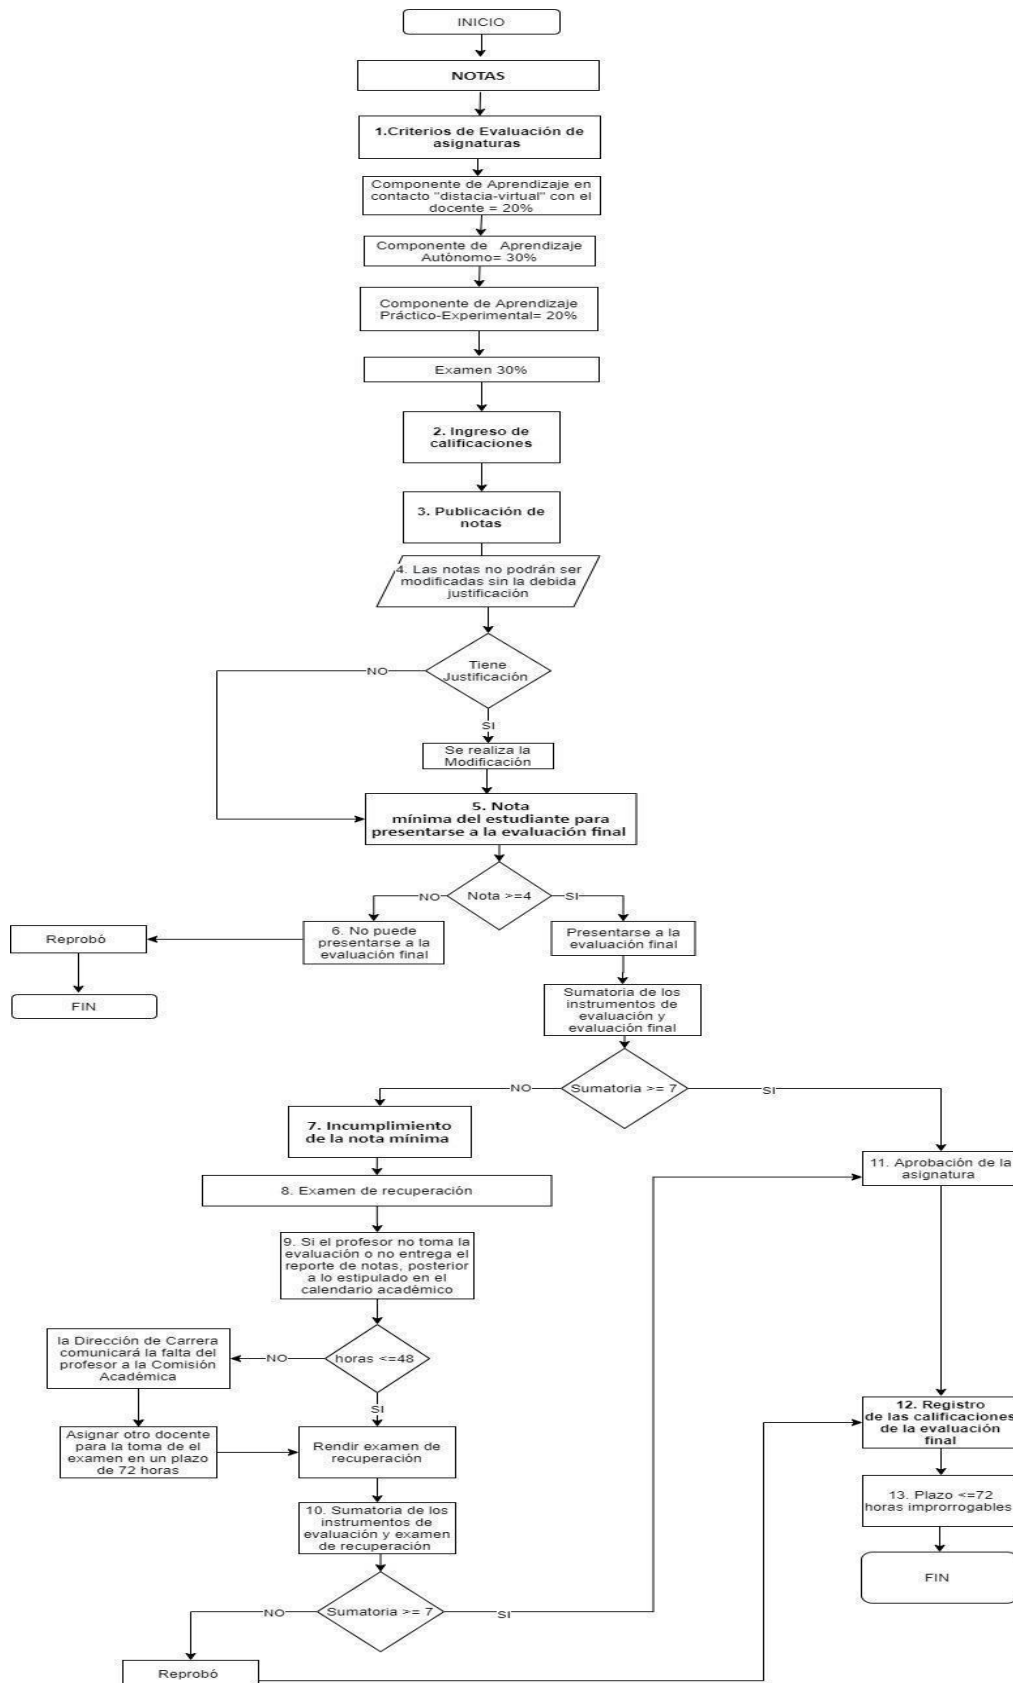 INICIO
NOTAS
1.Criterios de Evaluación de
asignaturas
Componente de Aprendizaje en
contacto "distacia-virtual" con el
docente = 20%
Componente de Aprendizaje
Autónomo= 30%
Componente de Aprendizaje
Práctico-Experimental= 20%
Examen 30%
2. Ingreso de
calificaciones
3. Publicación de
notas
4. Las notas no podrán ser
modificadas sin la debida
justificación
Tiene
Justificación
NO
SI
Se realiza la
Modificación
5. Nota
mínima del estudiante para
presentarse a la evaluación final
Nota >=4
NO
SI
6. No puede
presentarse a la
evaluación final
Reprobó
FIN
Presentarse a la
evaluación final
Sumatoria de los
instrumentos de
evaluación y
evaluación final
Sumatoria >= 7
NO
SI
7. Incumplimiento
de la nota mínima
8. Examen de recuperación
9. Si el profesor no toma la
evaluación o no entrega el
reporte de notas, posterior
a lo estipulado en el
calendario académico
horas <=48
NO
SI
la Dirección de Carrera
comunicará la falta del
profesor a la Comisión
Académica
Asignar otro docente
para la toma de el
examen en un plazo
de 72 horas
Rendir examen de
recuperación
10. Sumatoria de los
instrumentos de
evaluación y examen
de recuperación
Sumatoria >= 7
NO
SI
Reprobó
11. Aprobación de la
asignatura
12. Registro
de las calificaciones
de la evaluación
final
13. Plazo <=72
horas improrrogables
FIN